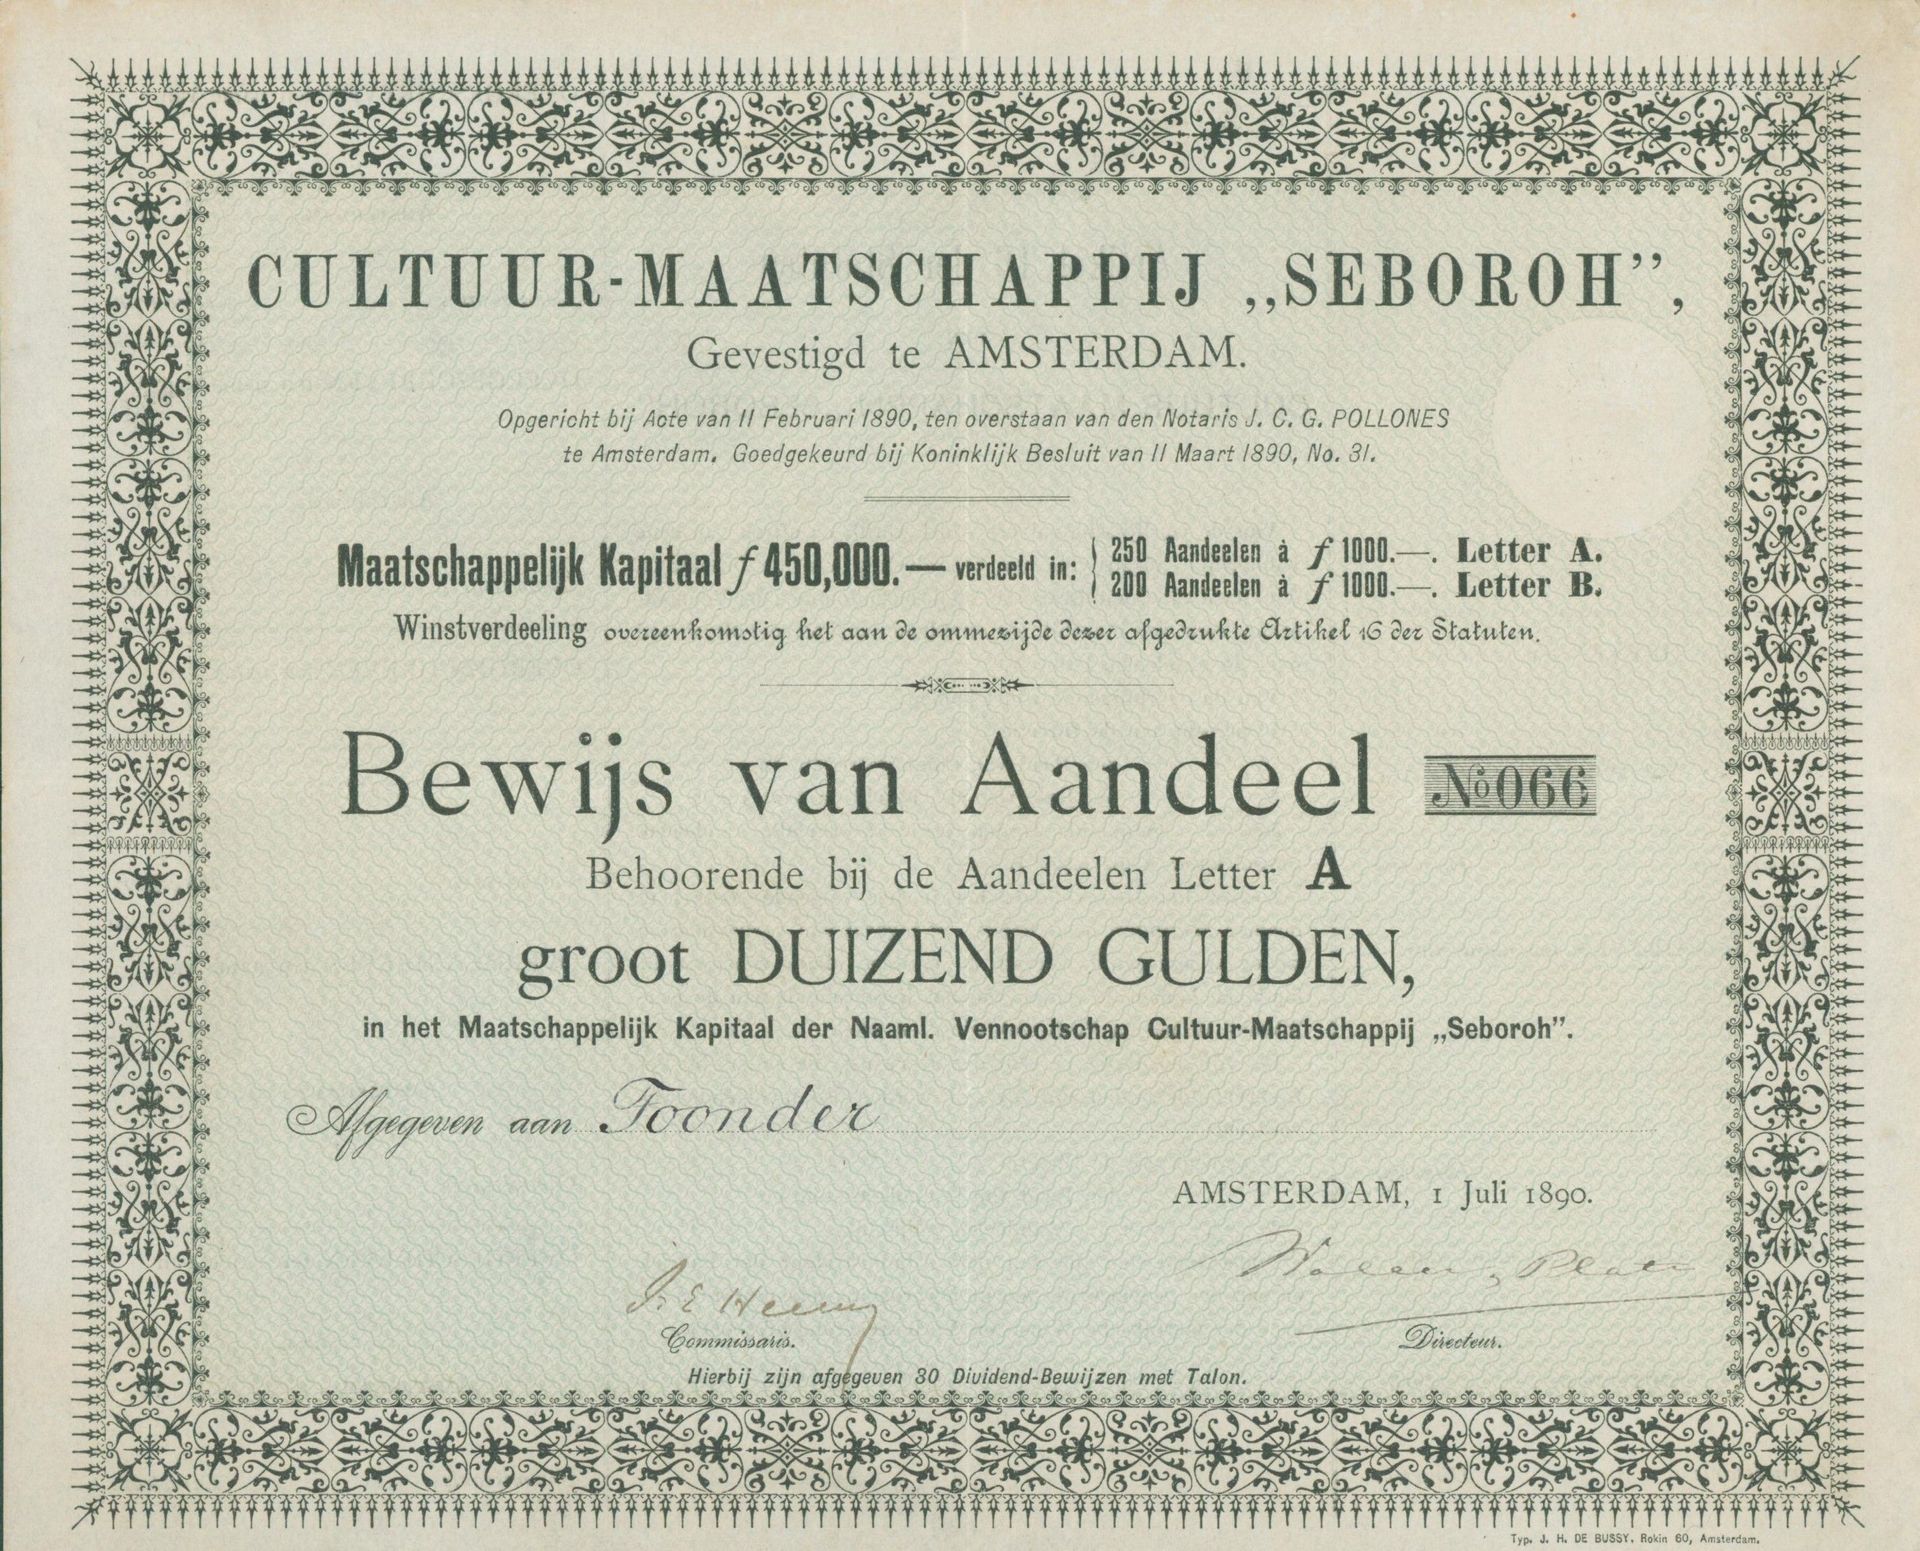 CULTUUR-MAATSCHAPPIJ „SEBOROH”,
Gevestigd te AMSTERDAM.
Opgericht bij Acte van 11 Februari 1890, ten overstaan van den Notaris J. C. G. POLLONES
te Amsterdam. Goedgekeurd bij Koninklijk Besluit van 11 Maart 1890, No. 31.
Maatschappelijk Kapitaal ƒ 450,000.— verdeeld in: { 250 Aandeelen à ƒ 1000.—. Letter A.
200 Aandeelen à ƒ 1000.—. Letter B.
Winstverdeeling overeenkomstig het aan de ommezijde dezer afgedrukte Artikel 16 der Statuten.
Bewijs van Aandeel No 066
Behoorende bij de Aandeelen Letter A
groot DUIZEND GULDEN,
in het Maatschappelijk Kapitaal der Naaml. Vennootschap Cultuur-Maatschappij „Seboroh”.
Afgegeven aan Toonder
AMSTERDAM, 1 Juli 1890.
Commissaris.
Directeur.
Hierbij zijn afgegeven 30 Dividend-Bewijzen met Talon.
Typ. J. H. DE BUSSY, Rokin 60, Amsterdam.